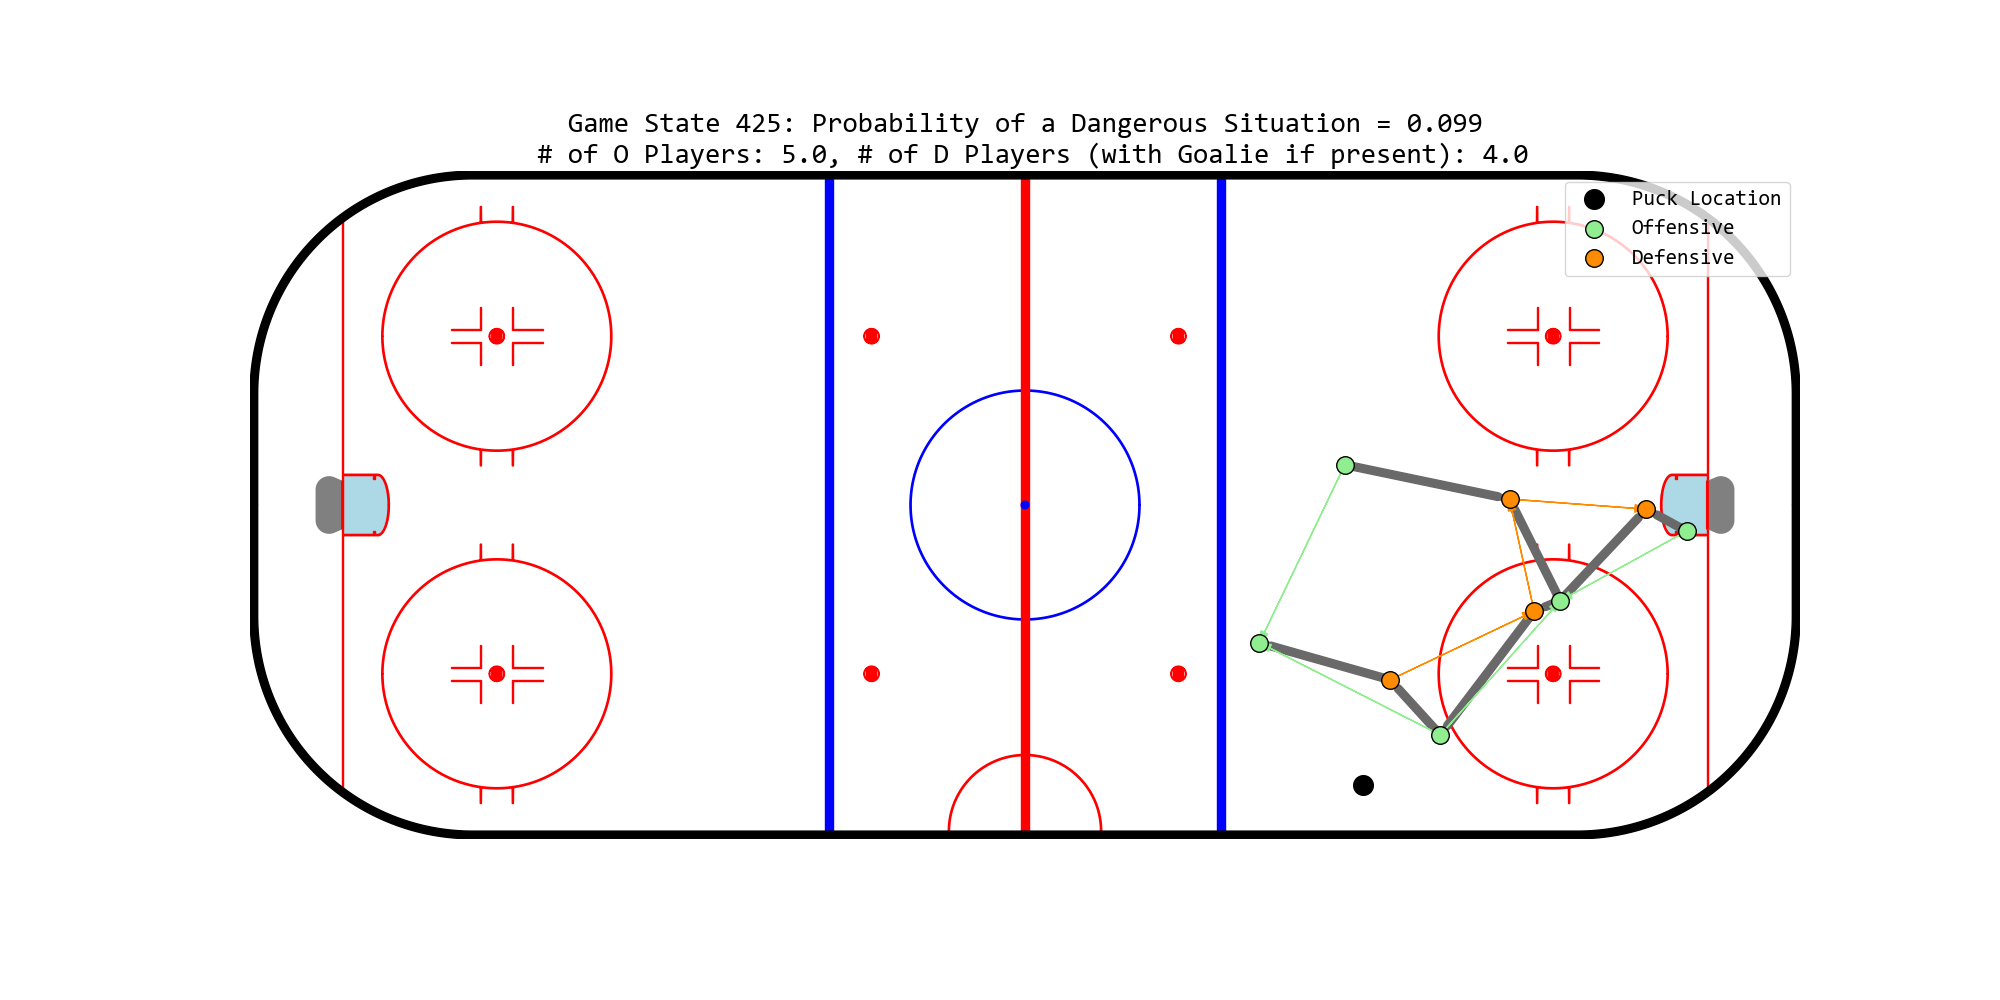 Game State 425: Probability of a Dangerous Situation = 0.099
# of O Players: 5.0, # of D Players (with Goalie if present): 4.0
Puck Location
Offensive
Defensive